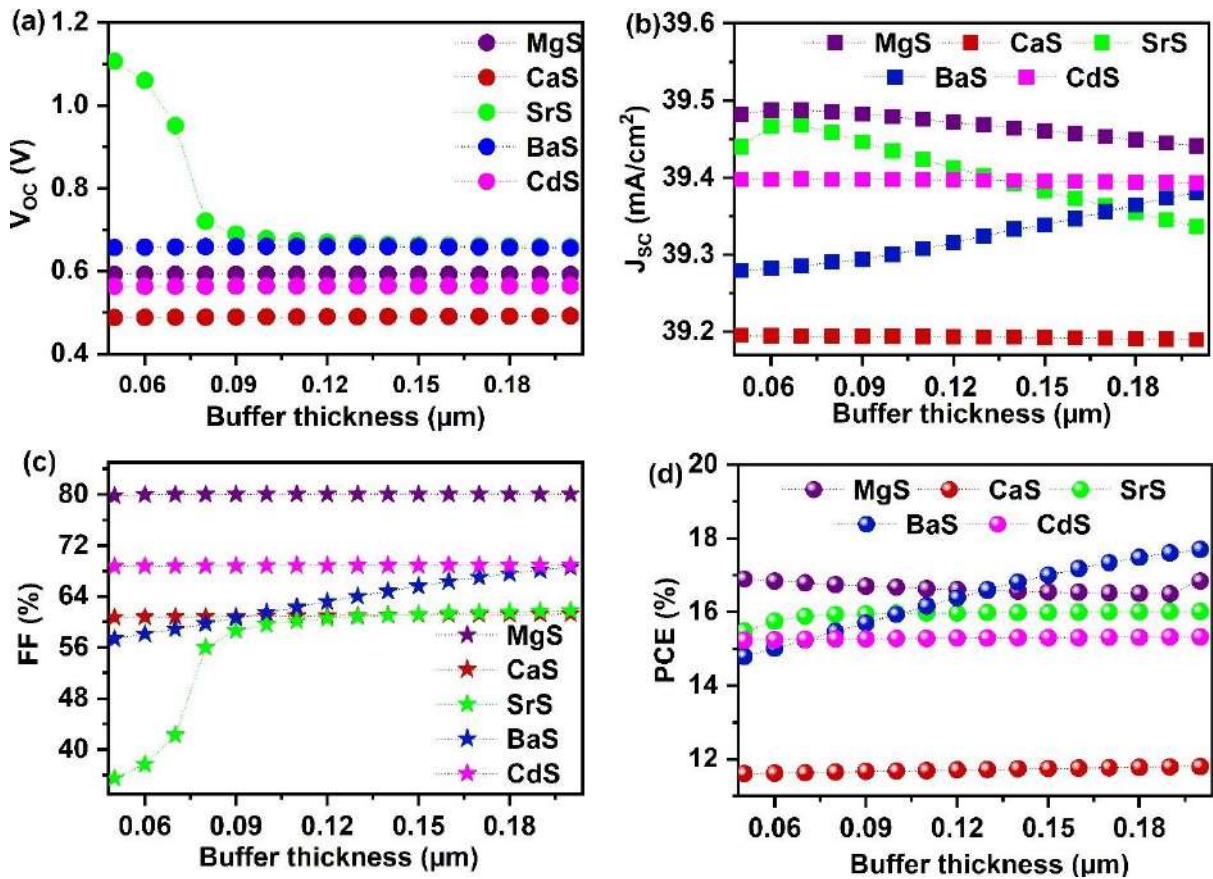 (a)
1.2
1.0
0.8
0.6
0.4
V_OC (V)
MgS
CaS
SrS
BaS
CdS
0.06 0.09 0.12 0.15 0.18
Buffer thickness (µm)
(b)
39.6
39.5
39.4
39.3
39.2
J_SC (mA/cm²)
MgS CaS SrS
BaS CdS
0.06 0.09 0.12 0.15 0.18
Buffer thickness (µm)
(c)
80
72
64
56
48
40
FF (%)
MgS
CaS
SrS
BaS
CdS
0.06 0.09 0.12 0.15 0.18
Buffer thickness (µm)
(d)
20
18
16
14
12
PCE (%)
MgS CaS SrS
BaS CdS
0.06 0.09 0.12 0.15 0.18
Buffer thickness (µm)